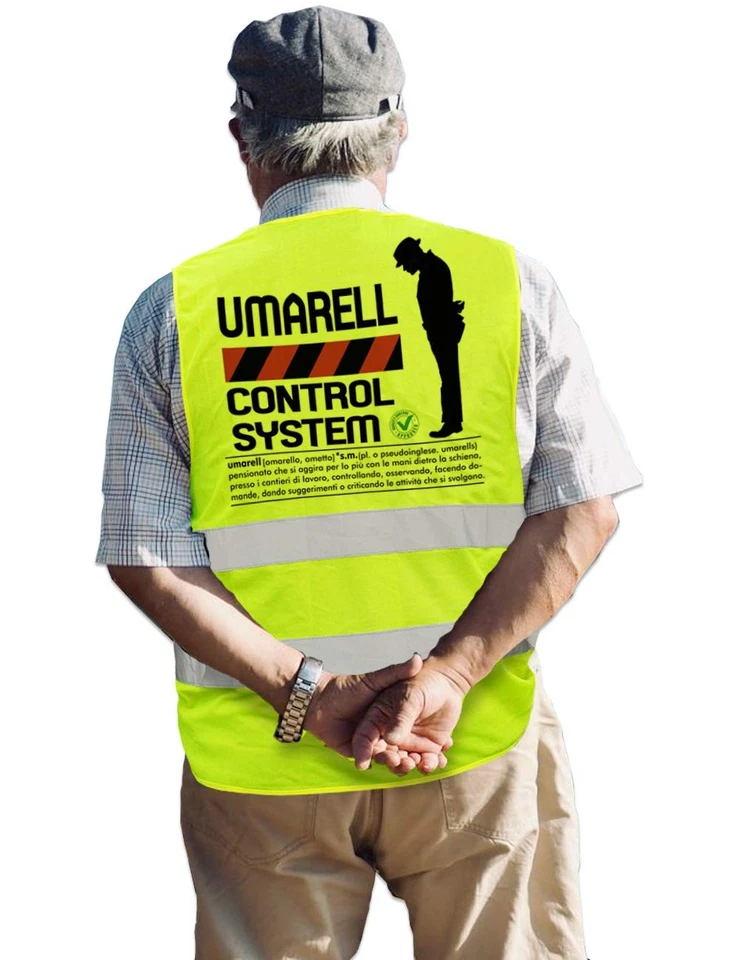 UMARELL
CONTROL
SYSTEM
umarell [omarello, ometto] *s.m. (pl. o pseudoinglese. umarells)
pensionato che si aggira per lo più con le mani dietro la schiena,
presso i cantieri di lavoro, controllando, osservando, facendo do-
mande, dando suggerimenti o criticando le attività che si svolgono.